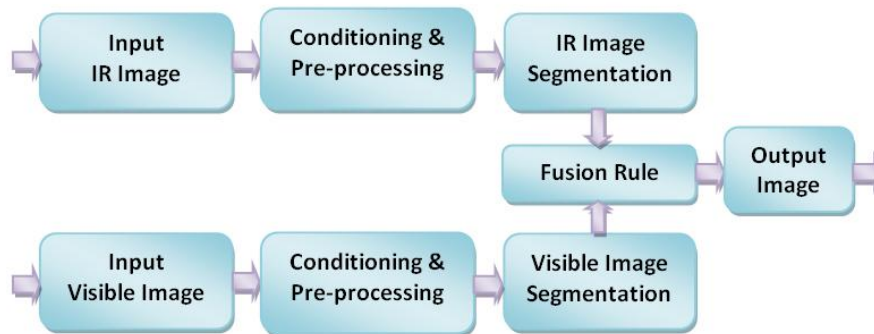 Input
IR Image
Conditioning &
Pre-processing
IR Image
Segmentation
Fusion Rule
Output
Image
Input
Visible Image
Conditioning &
Pre-processing
Visible Image
Segmentation